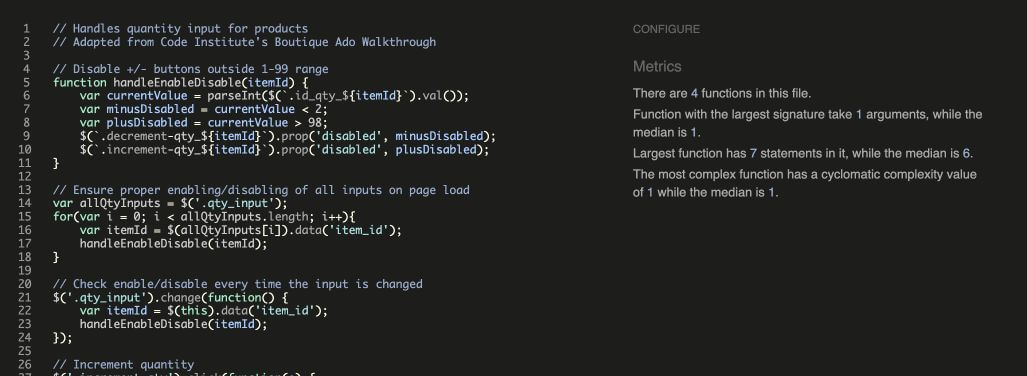 1 // Handles quantity input for products
2 // Adapted from Code Institute's Boutique Ado Walkthrough
3
4 // Disable +/- buttons outside 1-99 range
5 function handleEnableDisable(itemId) {
6 var currentValue = parseInt($(`.id_qty_${itemId}`).val());
7 var minusDisabled = currentValue < 2;
8 var plusDisabled = currentValue > 98;
9 $(`.decrement-qty_${itemId}`).prop('disabled', minusDisabled);
10 $(`.increment-qty_${itemId}`).prop('disabled', plusDisabled);
11 }
12
13 // Ensure proper enabling/disabling of all inputs on page load
14 var allQtyInputs = $('.qty_input');
15 for(var i = 0; i < allQtyInputs.length; i++){
16 var itemId = $(allQtyInputs[i]).data('item_id');
17 handleEnableDisable(itemId);
18 }
19
20 // Check enable/disable every time the input is changed
21 $('.qty_input').change(function() {
22 var itemId = $(this).data('item_id');
23 handleEnableDisable(itemId);
24 });
25
26 // Increment quantity
CONFIGURE
Metrics
There are 4 functions in this file.
Function with the largest signature take 1 arguments, while the
median is 1.
Largest function has 7 statements in it, while the median is 6.
The most complex function has a cyclomatic complexity value
of 1 while the median is 1.